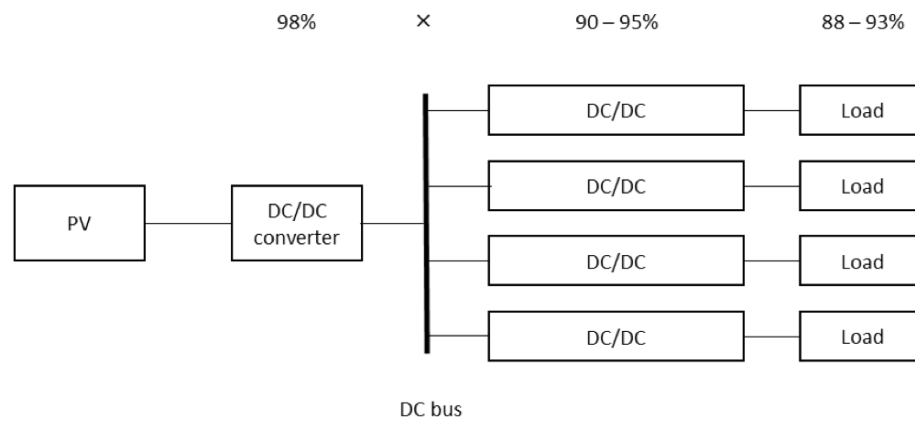 98% × 90 – 95% 88 – 93%
DC/DC Load
DC/DC Load
PV
DC/DC
converter
DC/DC Load
DC/DC Load
DC bus